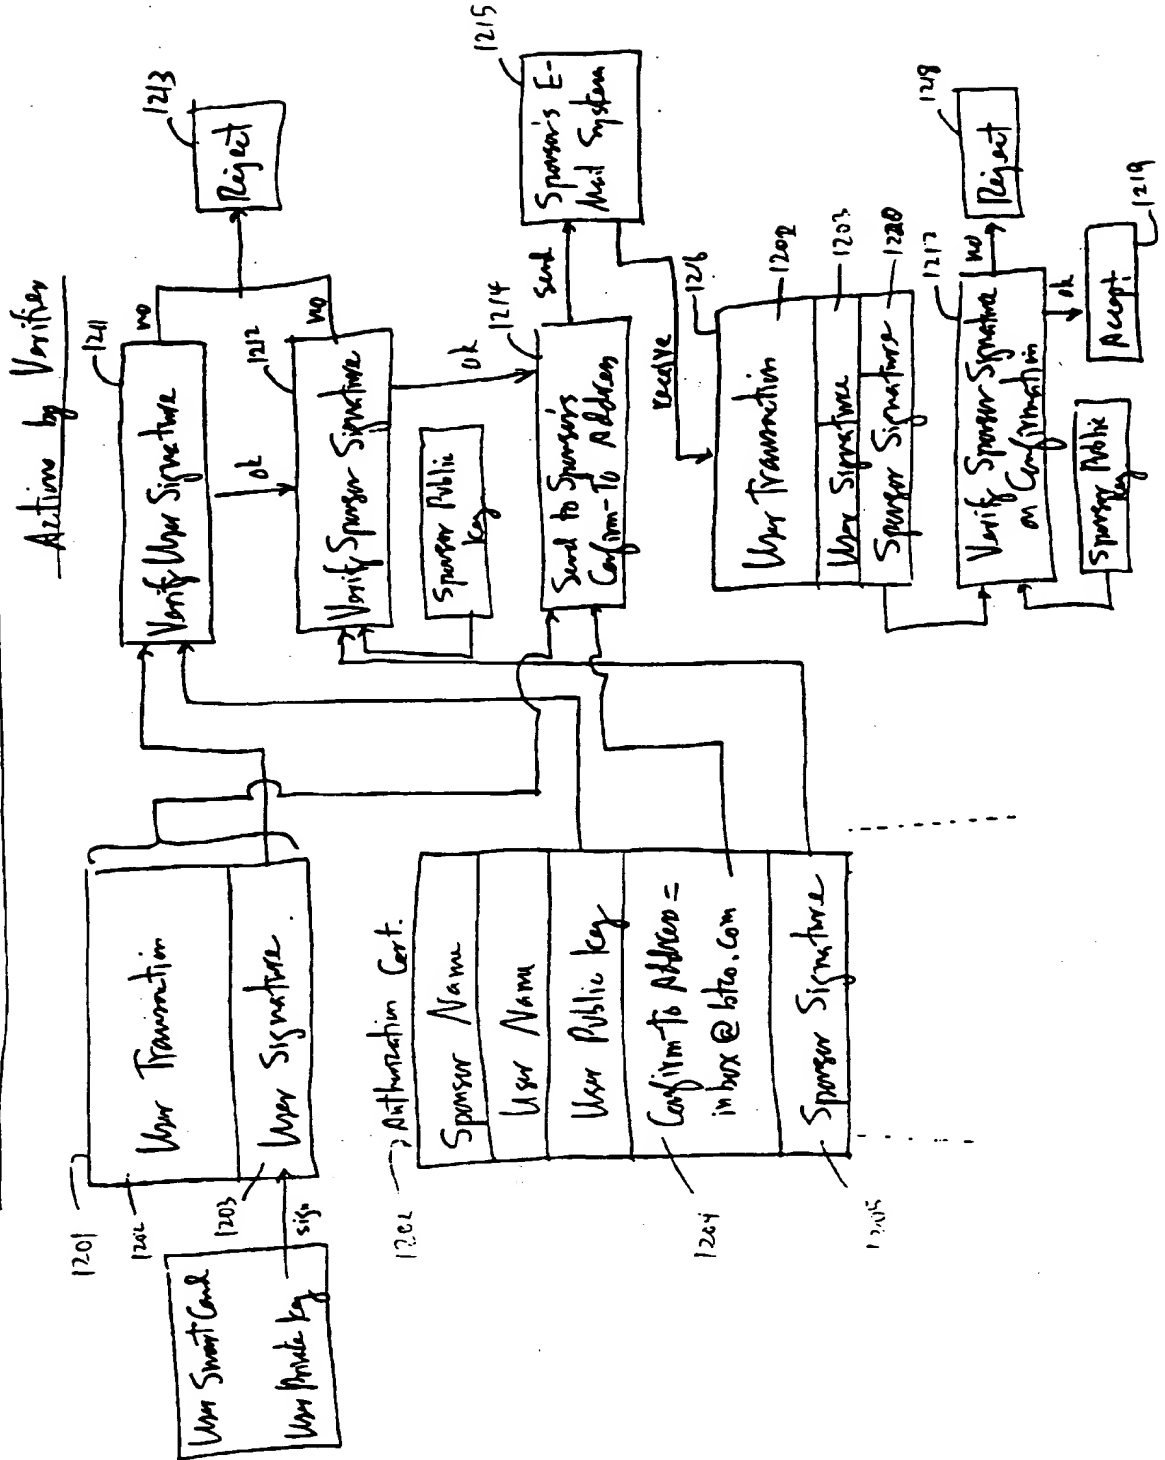 Actions by Verifier
User Smart Card
User Private Key
sign
1201
1202
1203
User Transaction
User Signature
1202
Authorization Cert.
Sponsor Name
User Name
User Public Key
Confirm-To Address =
inbox@btco.com
Sponsor Signature
1204
1205
Verify User Signature
1211
no
ok
Verify Sponsor Signature
1212
no
Reject
1213
Sponsor Public
Key
ok
Send to Sponsor's
Confirm-To Address
1214
send
Sponsor's E-
Mail System
1215
receive
1216
User Transaction
1202
User Signature
1203
Sponsor Signature
1220
Verify Sponsor Signature
on Confirmation
1217
no
Reject
1218
ok
Accept
1219
Sponsor Public
Key